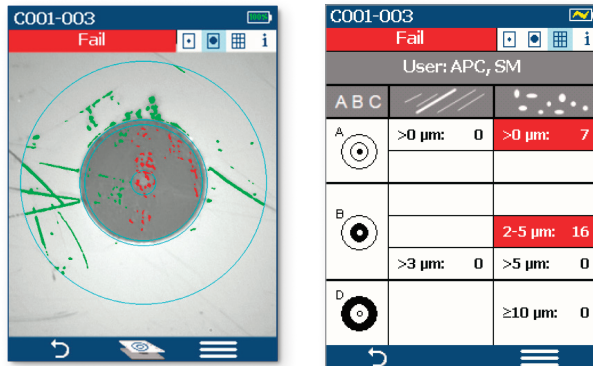 C001-003
100%
Fail
i
C001-003
Fail
i
User: APC, SM
A B C
A
>0 µm: 0
>0 µm: 7
B
2-5 µm: 16
>3 µm: 0
>5 µm: 0
D
≥10 µm: 0